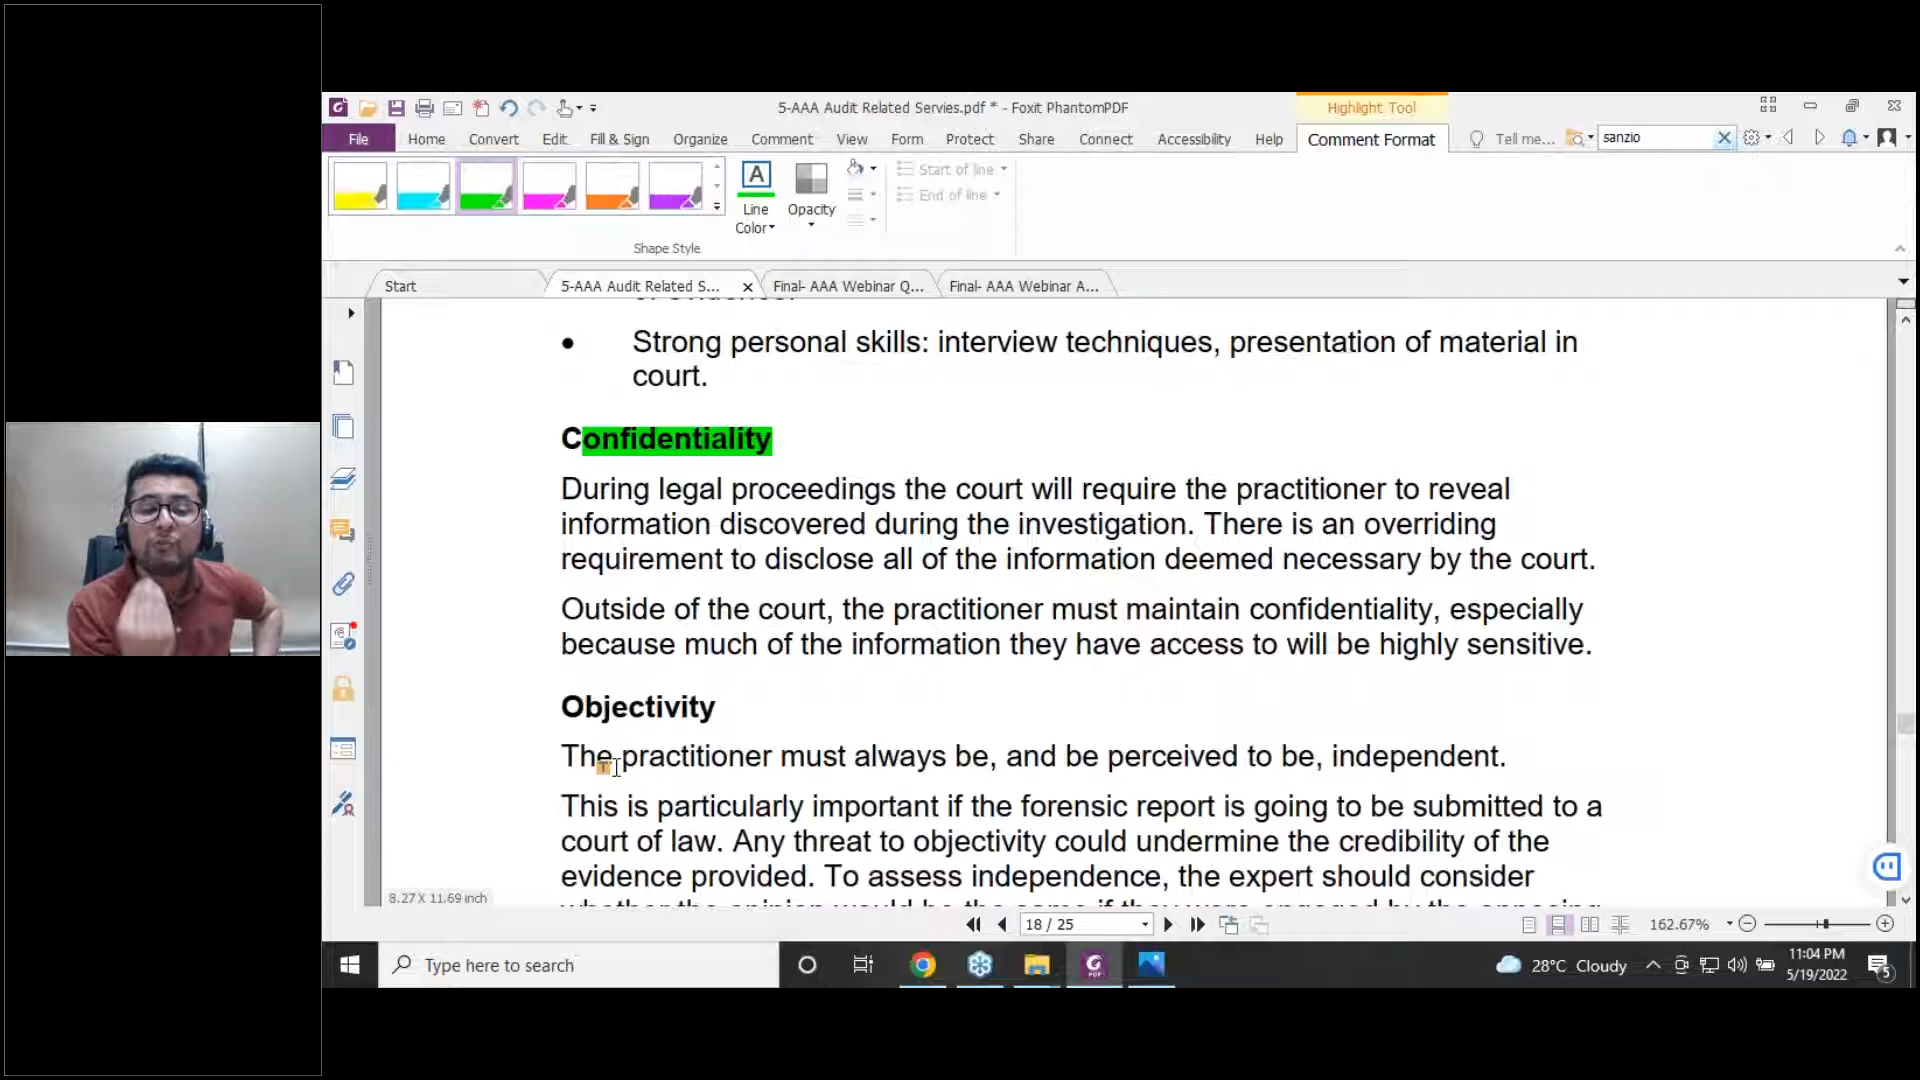 5-AAA Audit Related Servies.pdf * - Foxit PhantomPDF
Highlight Tool
File
Home
Convert
Edit
Fill & Sign
Organize
Comment
View
Form
Protect
Share
Connect
Accessibility
Help
Comment Format
Tell me...
sanzio
A
Line
Color
Opacity
Start of line
End of line
Shape Style
Start
5-AAA Audit Related S...
Final- AAA Webinar Q...
Final- AAA Webinar A...
• Strong personal skills: interview techniques, presentation of material in
court.
Confidentiality
During legal proceedings the court will require the practitioner to reveal
information discovered during the investigation. There is an overriding
requirement to disclose all of the information deemed necessary by the court.
Outside of the court, the practitioner must maintain confidentiality, especially
because much of the information they have access to will be highly sensitive.
Objectivity
The practitioner must always be, and be perceived to be, independent.
This is particularly important if the forensic report is going to be submitted to a
court of law. Any threat to objectivity could undermine the credibility of the
evidence provided. To assess independence, the expert should consider
8.27 X 11.69 inch
18 / 25
162.67%
Type here to search
28°C Cloudy
11:04 PM
5/19/2022
5